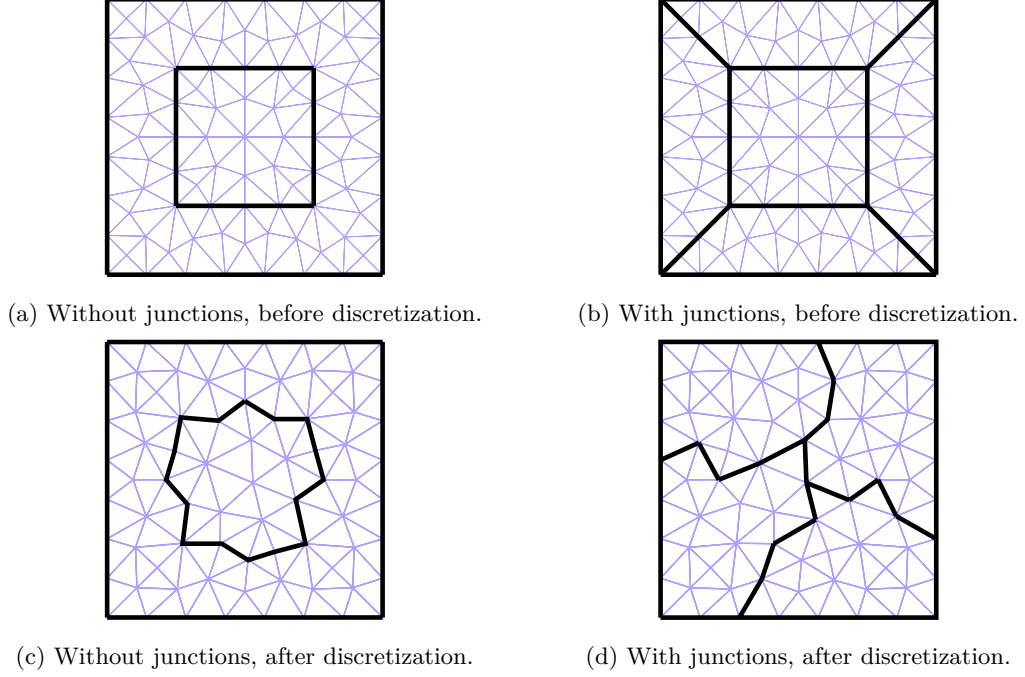 (a) Without junctions, before discretization.
(b) With junctions, before discretization.
(c) Without junctions, after discretization.
(d) With junctions, after discretization.